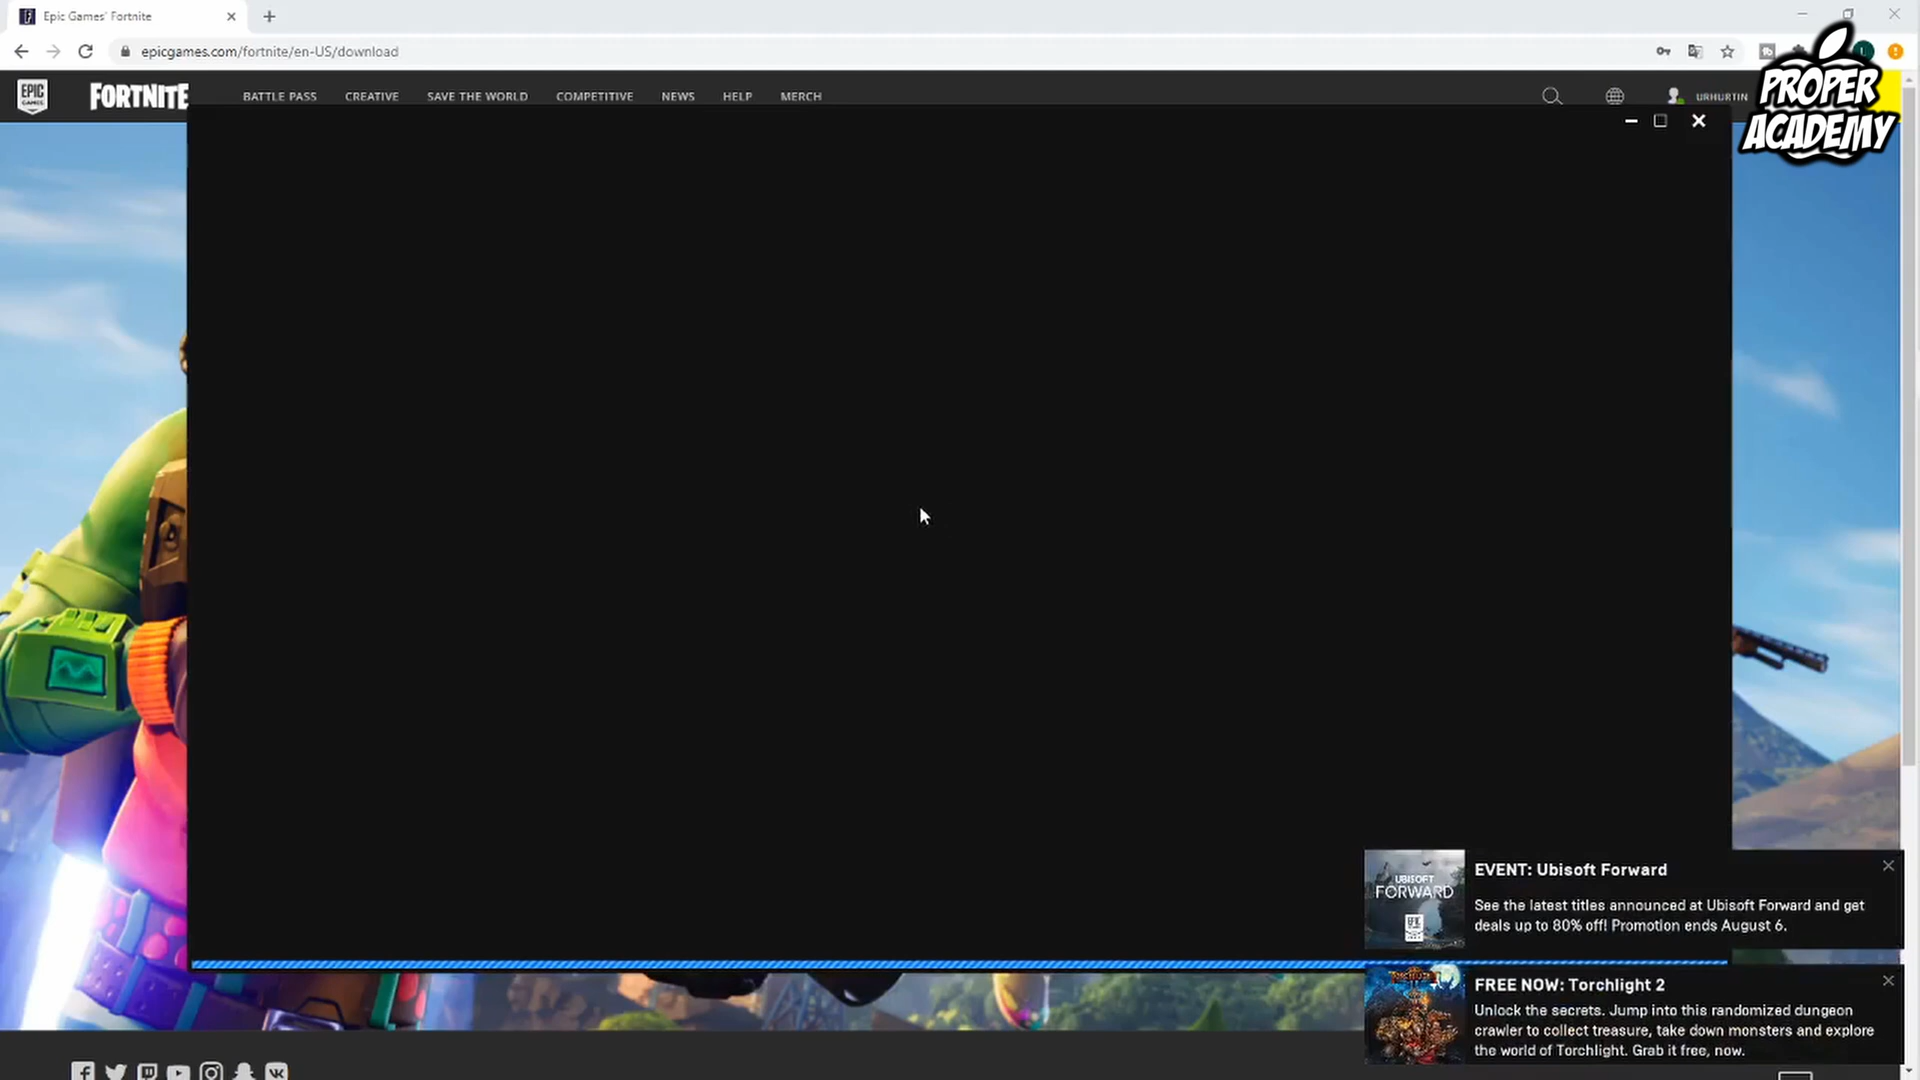 Epic Games' Fortnite
epicgames.com/fortnite/en-US/download
EPIC GAMES
FORTNITE
BATTLE PASS CREATIVE SAVE THE WORLD COMPETITIVE NEWS HELP MERCH
URHURTIN
PROPER
ACADEMY
UBISOFT
FORWARD
EVENT: Ubisoft Forward
See the latest titles announced at Ubisoft Forward and get
deals up to 80% off! Promotion ends August 6.
FREE NOW: Torchlight 2
Unlock the secrets. Jump into this randomized dungeon
crawler to collect treasure, take down monsters and explore
the world of Torchlight. Grab it free, now.